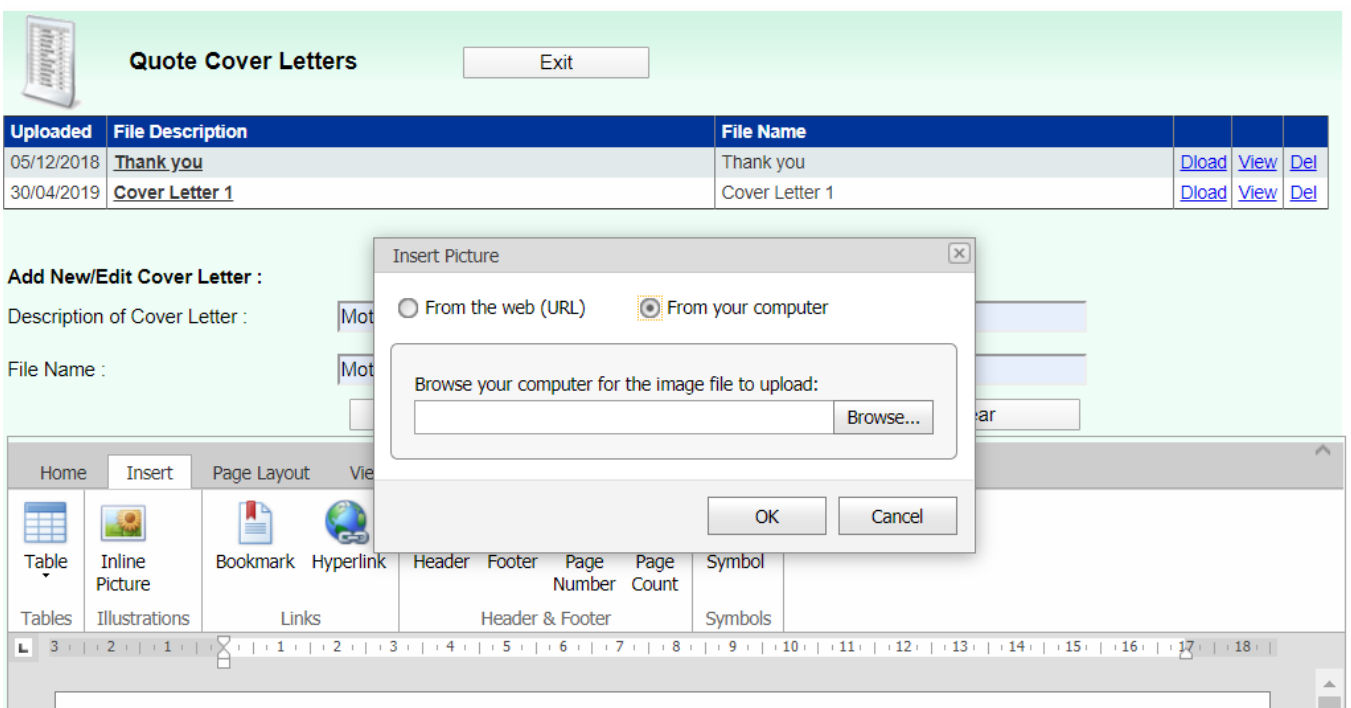 Quote Cover Letters Exit
Uploaded File Description File Name
05/12/2018 Thank you Thank you Dload View Del
30/04/2019 Cover Letter 1 Cover Letter 1 Dload View Del
Insert Picture
From the web (URL) From your computer
Browse your computer for the image file to upload:
Browse...
OK Cancel
Add New/Edit Cover Letter :
Description of Cover Letter : Mot
File Name : Mot
ear
Home Insert Page Layout Vie
Table Inline Picture Bookmark Hyperlink Header Footer Page Number Page Count Symbol
Tables Illustrations Links Header & Footer Symbols
L 3 2 1 1 2 3 4 5 6 7 8 9 10 11 12 13 14 15 16 17 18